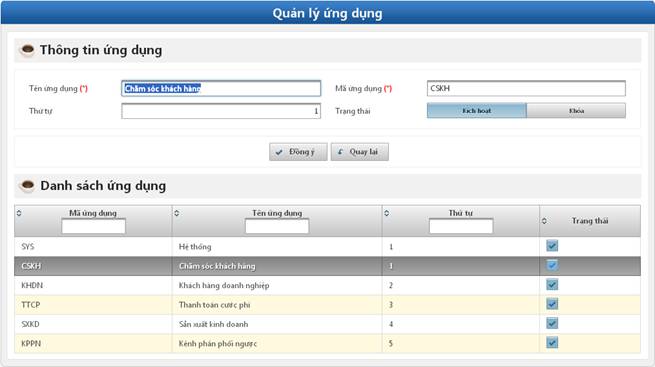 Quản lý ứng dụng
Thông tin ứng dụng
Tên ứng dụng (*) Chăm sóc khách hàng Mã ứng dụng (*) CSKH
Thứ tự 1 Trạng thái Kích hoạt Khóa
Đồng ý Quay lại
Danh sách ứng dụng
Mã ứng dụng Tên ứng dụng Thứ tự Trạng thái
SYS Hệ thống 1
CSKH Chăm sóc khách hàng 1
KHDN Khách hàng doanh nghiệp 2
TTCP Thanh toán cước phí 3
SXKD Sản xuất kinh doanh 4
KPPN Kênh phân phối ngược 5